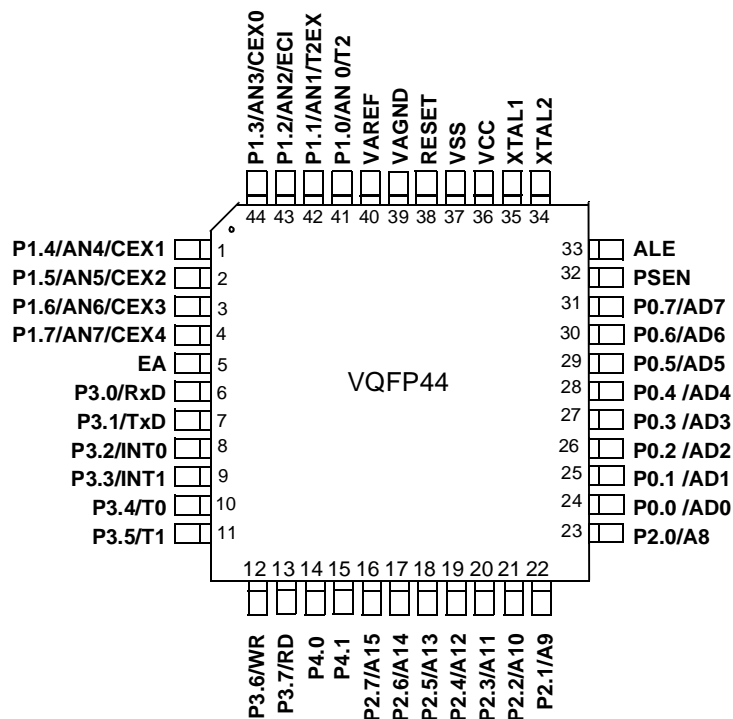 P1.3/AN3/CEX0
P1.2/AN2/ECI
P1.1/AN1/T2EX
P1.0/AN 0/T2
VAREF
VAGND
RESET
VSS
VCC
XTAL1
XTAL2
44 43 42 41 40 39 38 37 36 35 34
P1.4/AN4/CEX1 1
P1.5/AN5/CEX2 2
P1.6/AN6/CEX3 3
P1.7/AN7/CEX4 4
EA 5
P3.0/RxD 6
P3.1/TxD 7
P3.2/INT0 8
P3.3/INT1 9
P3.4/T0 10
P3.5/T1 11
VQFP44
33 ALE
32 PSEN
31 P0.7/AD7
30 P0.6/AD6
29 P0.5/AD5
28 P0.4 /AD4
27 P0.3 /AD3
26 P0.2 /AD2
25 P0.1 /AD1
24 P0.0 /AD0
23 P2.0/A8
12 13 14 15 16 17 18 19 20 21 22
P3.6/WR
P3.7/RD
P4.0
P4.1
P2.7/A15
P2.6/A14
P2.5/A13
P2.4/A12
P2.3/A11
P2.2/A10
P2.1/A9